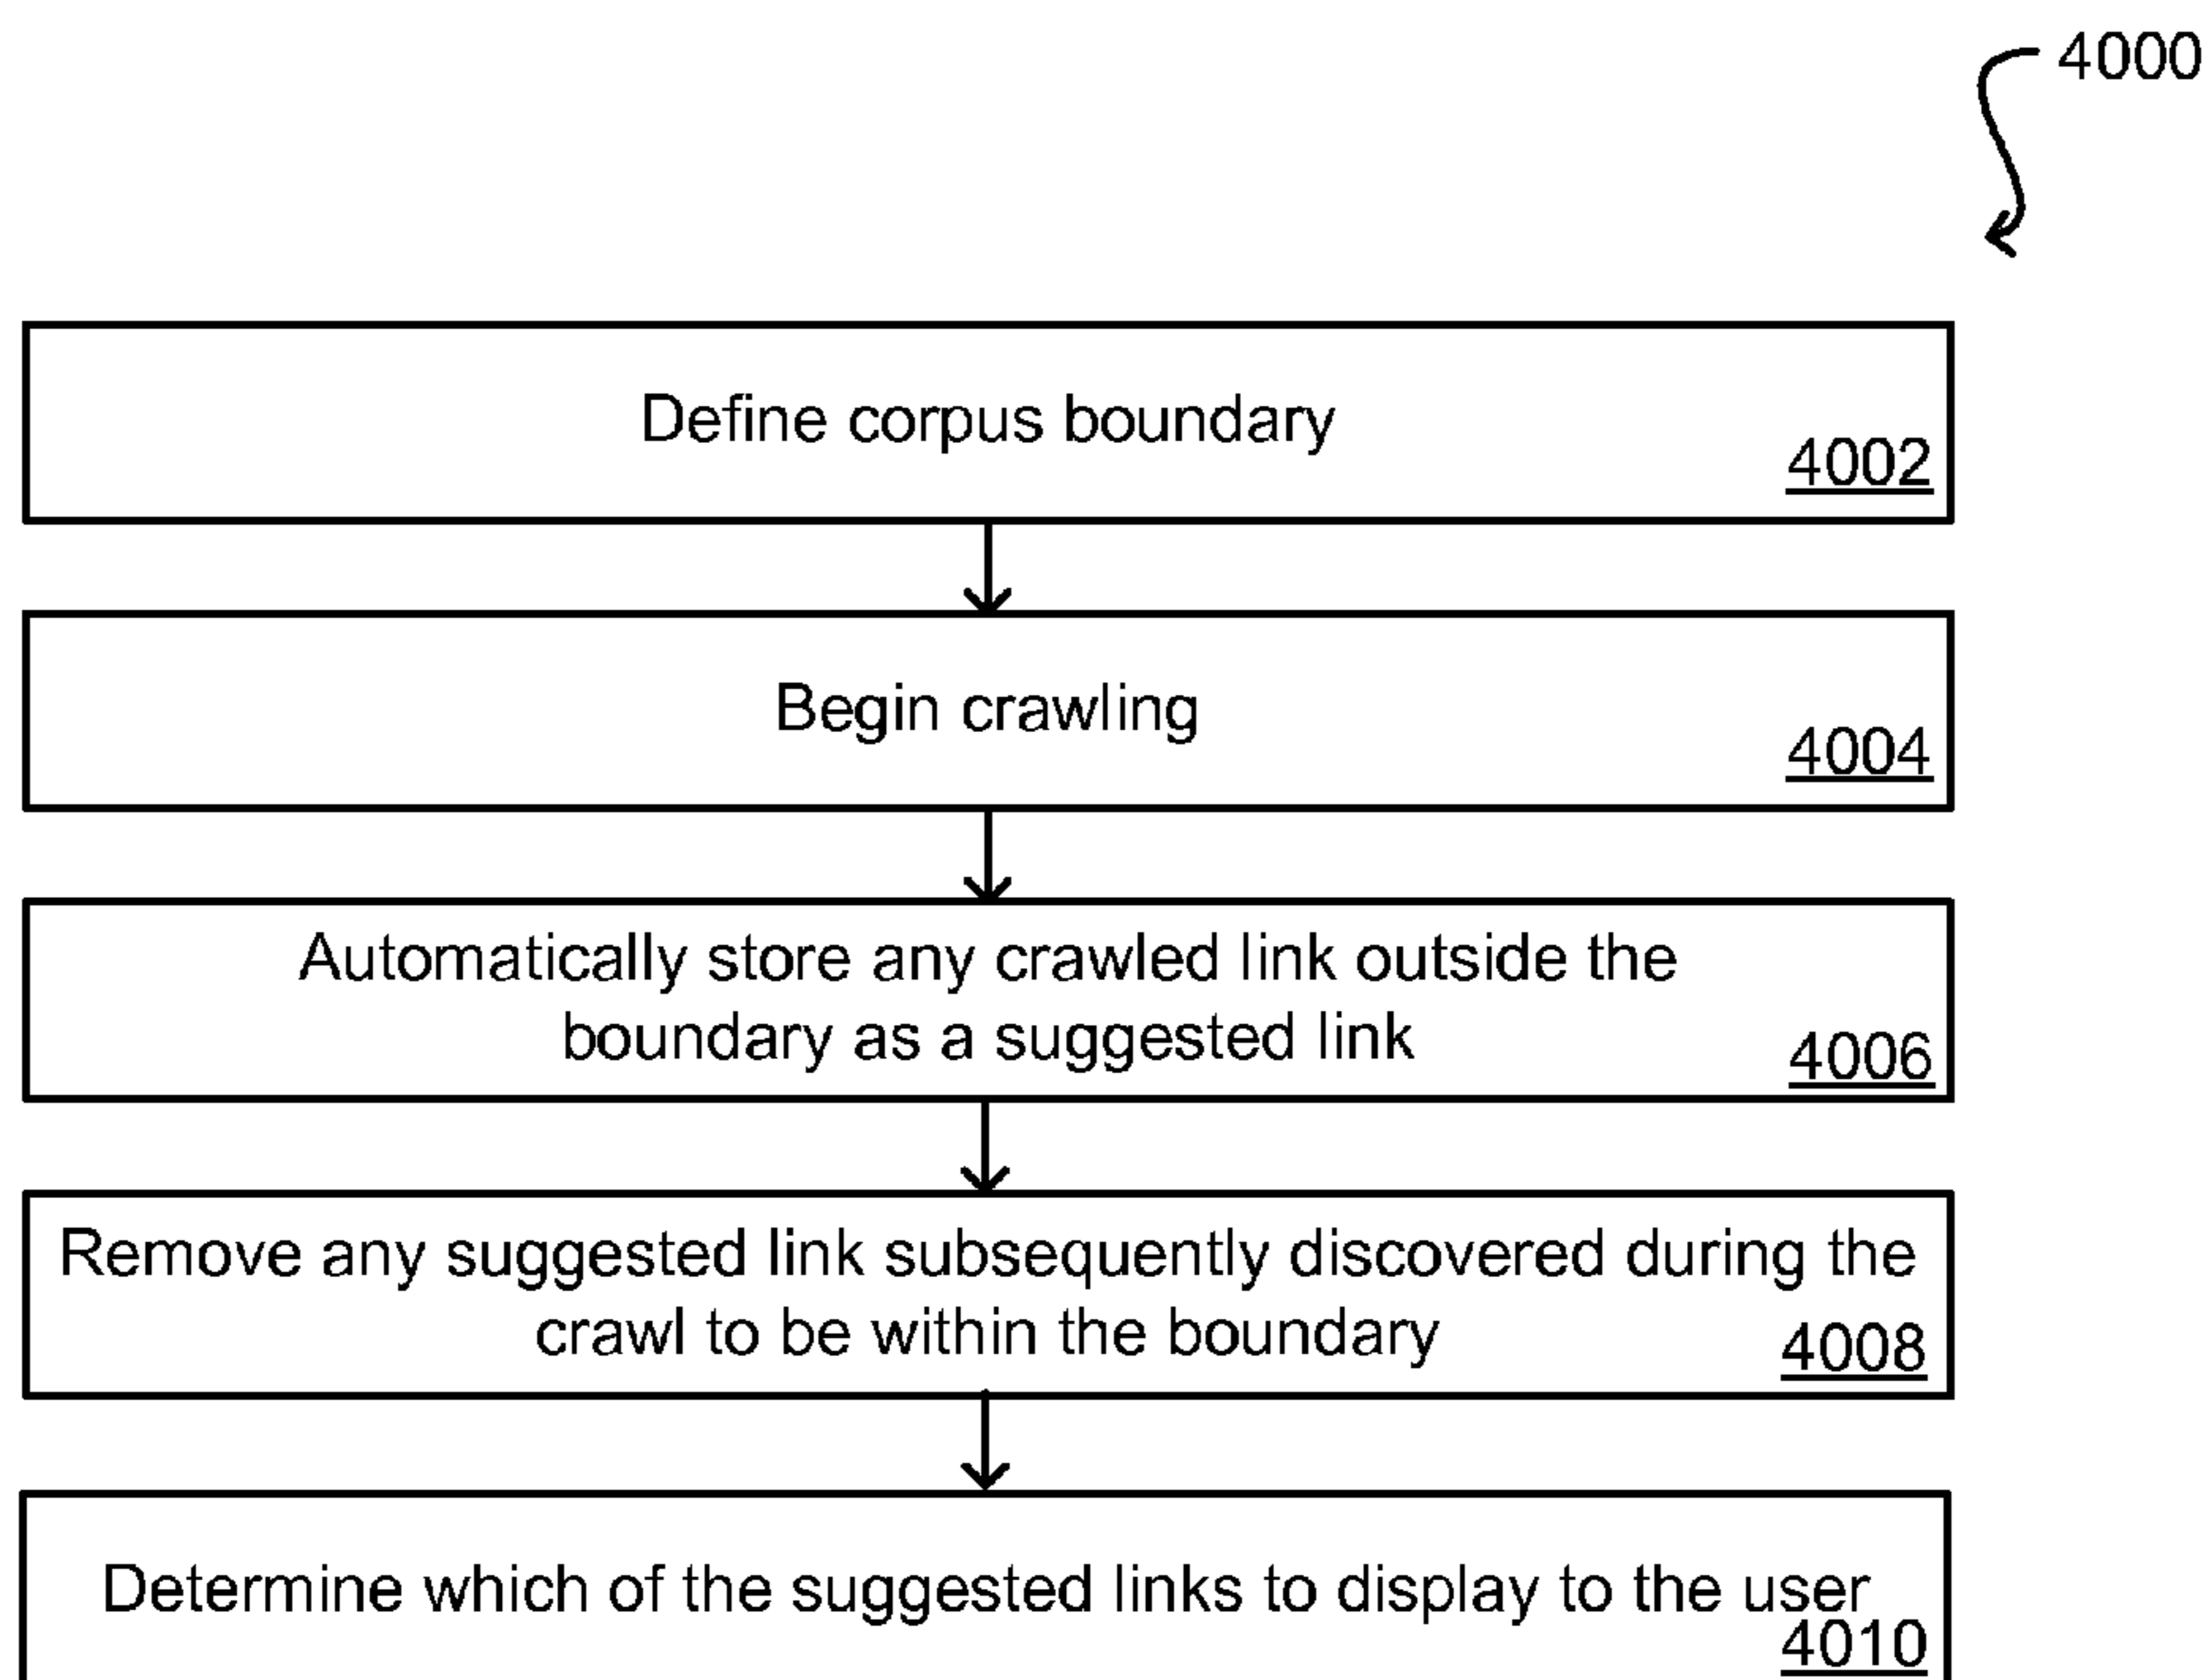 4000
Define corpus boundary
4002
Begin crawling
4004
Automatically store any crawled link outside the
boundary as a suggested link
4006
Remove any suggested link subsequently discovered during the
crawl to be within the boundary
4008
Determine which of the suggested links to display to the user
4010